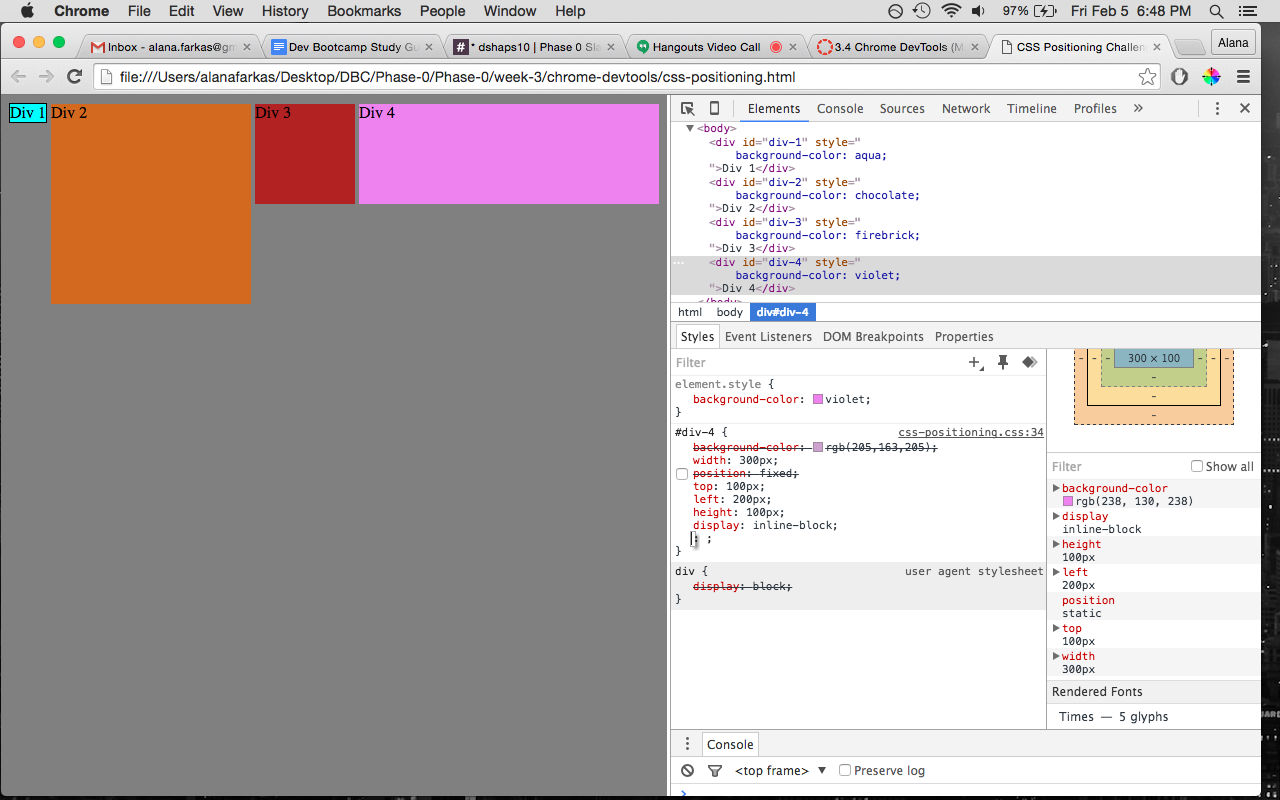 Chrome File Edit View History Bookmarks People Window Help 97% Fri Feb 5 6:48 PM
Inbox - alana.farkas@gm Dev Bootcamp Study Gu * dshaps10 | Phase 0 Sla Hangouts Video Call 3.4 Chrome DevTools (M CSS Positioning Challen Alana
file:///Users/alanafarkas/Desktop/DBC/Phase-0/Phase-0/week-3/chrome-devtools/css-positioning.html
Div 1 Div 2 Div 3 Div 4
Elements Console Sources Network Timeline Profiles »
▼<body>
<div id="div-1" style="
background-color: aqua;
">Div 1</div>
<div id="div-2" style="
background-color: chocolate;
">Div 2</div>
<div id="div-3" style="
background-color: firebrick;
">Div 3</div>
<div id="div-4" style="
background-color: violet;
">Div 4</div>
</body>
html body div#div-4
Styles Event Listeners DOM Breakpoints Properties
Filter
element.style {
background-color: violet;
}
#div-4 { css-positioning.css:34
background-color: rgb(205,163,205);
width: 300px;
position: fixed;
top: 100px;
left: 200px;
height: 100px;
display: inline-block;
: ;
}
div { user agent stylesheet
display: block;
}
- - - 300 × 100 - - -
-
-
-
Filter Show all
background-color
rgb(238, 130, 238)
display
inline-block
height
100px
left
200px
position
static
top
100px
width
300px
Rendered Fonts
Times — 5 glyphs
Console
<top frame> ▼ Preserve log
>